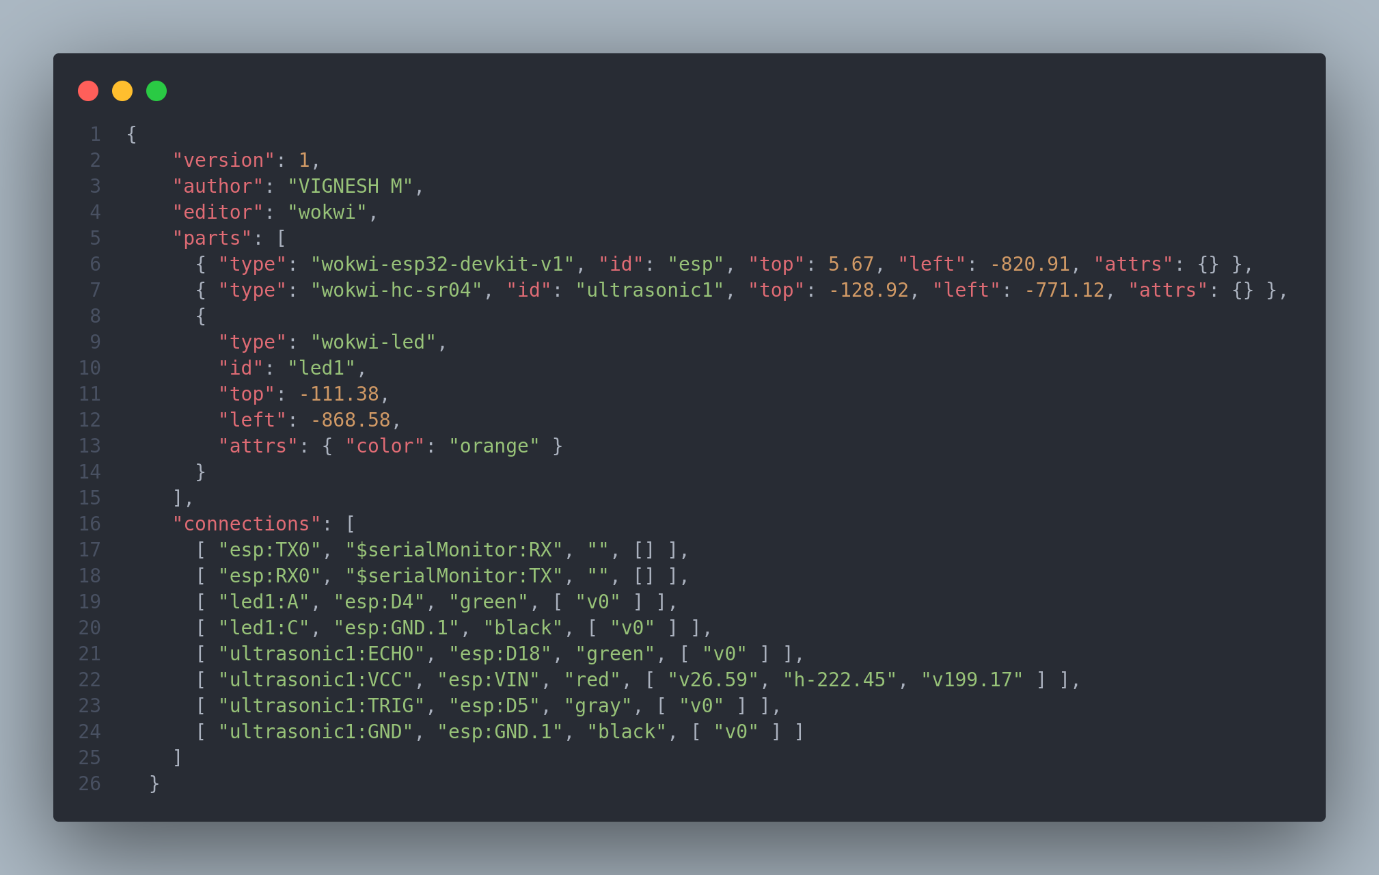 1 {
2     "version": 1,
3     "author": "VIGNESH M",
4     "editor": "wokwi",
5     "parts": [
6       { "type": "wokwi-esp32-devkit-v1", "id": "esp", "top": 5.67, "left": -820.91, "attrs": {} },
7       { "type": "wokwi-hc-sr04", "id": "ultrasonic1", "top": -128.92, "left": -771.12, "attrs": {} },
8       {
9         "type": "wokwi-led",
10         "id": "led1",
11         "top": -111.38,
12         "left": -868.58,
13         "attrs": { "color": "orange" }
14       }
15     ],
16     "connections": [
17       [ "esp:TX0", "$serialMonitor:RX", "", [] ],
18       [ "esp:RX0", "$serialMonitor:TX", "", [] ],
19       [ "led1:A", "esp:D4", "green", [ "v0" ] ],
20       [ "led1:C", "esp:GND.1", "black", [ "v0" ] ],
21       [ "ultrasonic1:ECHO", "esp:D18", "green", [ "v0" ] ],
22       [ "ultrasonic1:VCC", "esp:VIN", "red", [ "v26.59", "h-222.45", "v199.17" ] ],
23       [ "ultrasonic1:TRIG", "esp:D5", "gray", [ "v0" ] ],
24       [ "ultrasonic1:GND", "esp:GND.1", "black", [ "v0" ] ]
25     ]
26   }